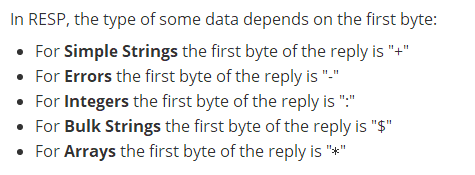 In RESP, the type of some data depends on the first byte:
• For Simple Strings the first byte of the reply is "+"
• For Errors the first byte of the reply is "-"
• For Integers the first byte of the reply is ":"
• For Bulk Strings the first byte of the reply is "$"
• For Arrays the first byte of the reply is "*"